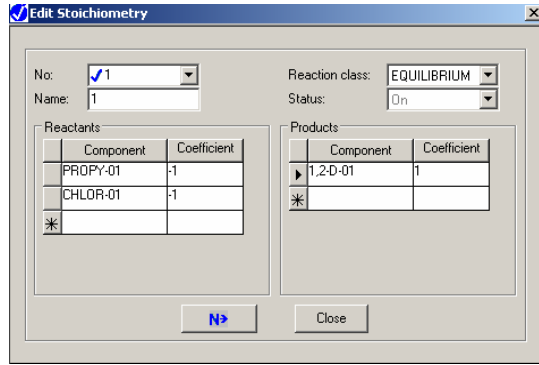 Edit Stoichiometry
No: 1 Reaction class: EQUILIBRIUM
Name: 1 Status: On
Reactants Products
Component Coefficient Component Coefficient
PROPY-01 -1 1,2-D-01 1
CHLOR-01 -1
N> Close